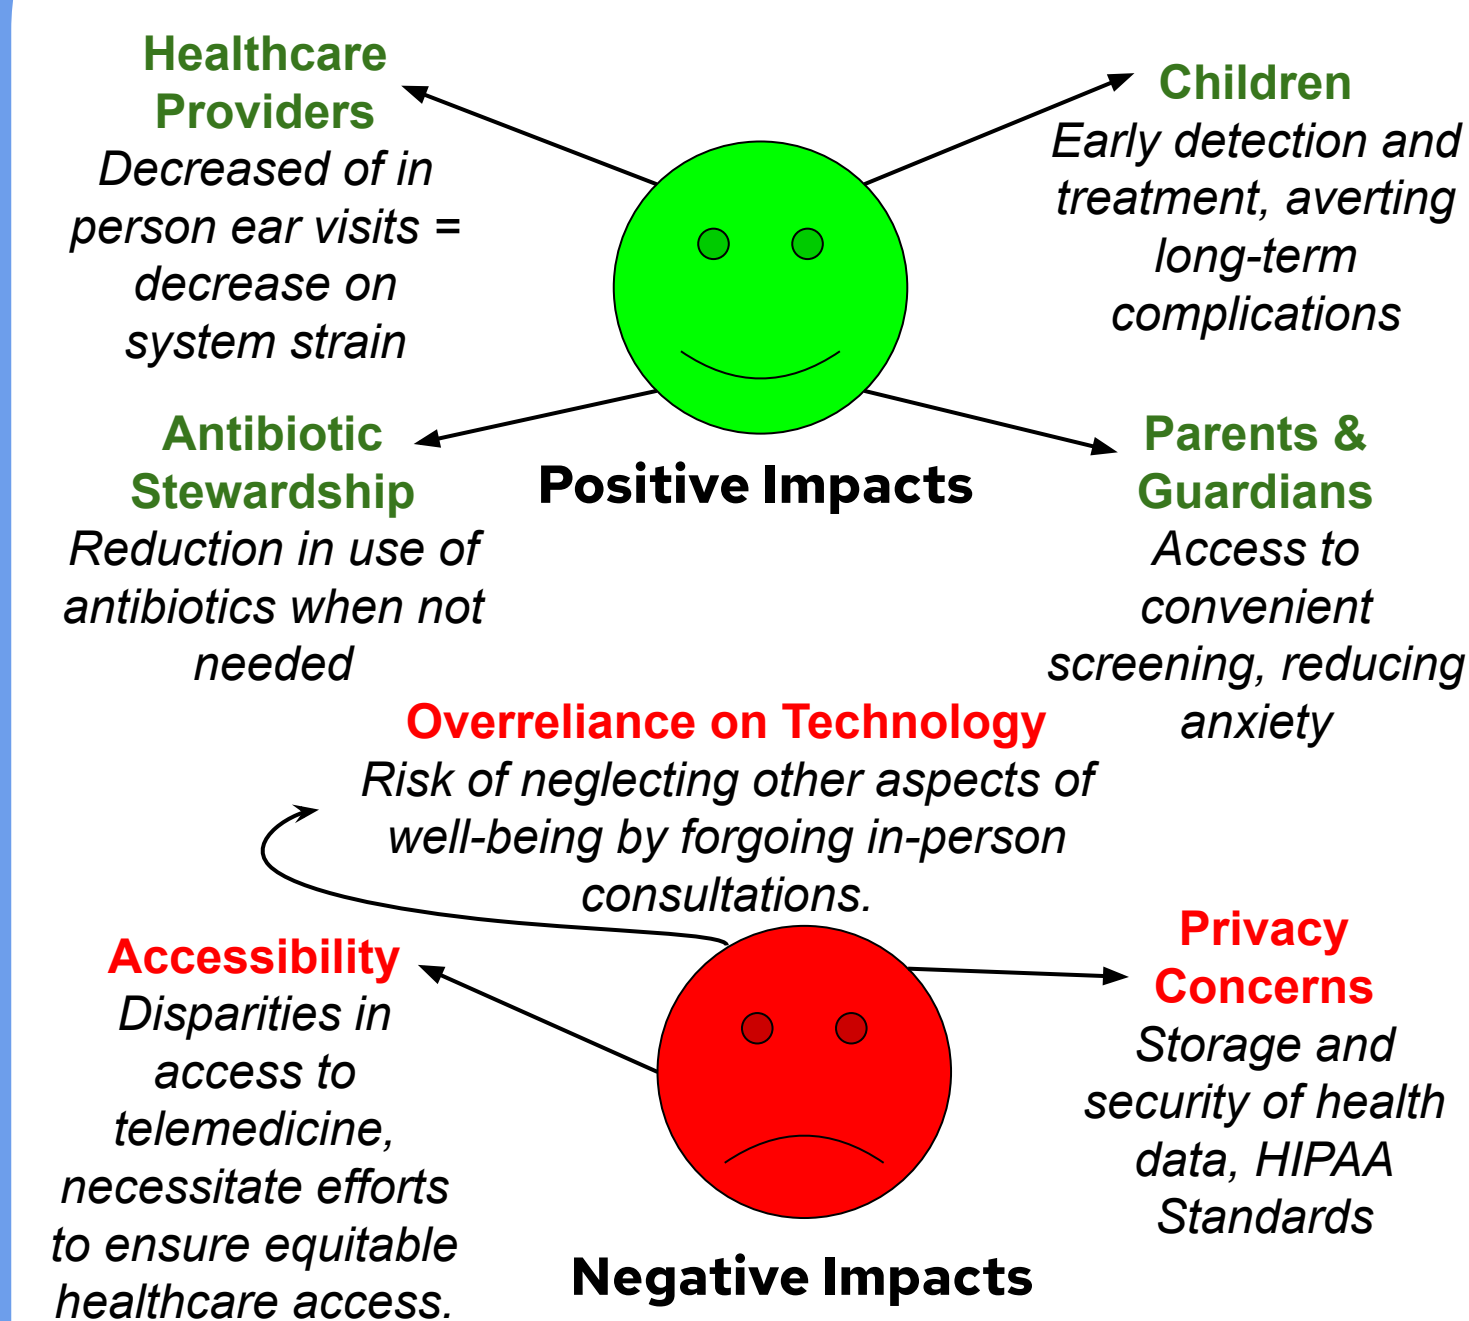 Healthcare
Providers
Decreased of in
person ear visits =
decrease on
system strain
Children
Early detection and
treatment, averting
long-term
complications
Antibiotic
Stewardship
Reduction in use of
antibiotics when not
needed
Positive Impacts
Parents &
Guardians
Access to
convenient
screening, reducing
anxiety
Overreliance on Technology
Risk of neglecting other aspects of
well-being by forgoing in-person
consultations.
Accessibility
Disparities in
access to
telemedicine,
necessitate efforts
to ensure equitable
healthcare access.
Privacy
Concerns
Storage and
security of health
data, HIPAA
Standards
Negative Impacts